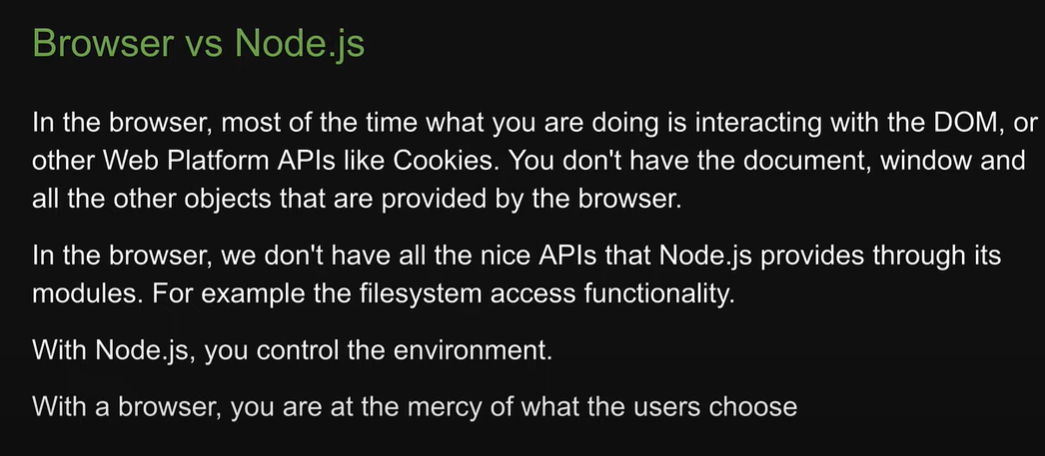 Browser vs Node.js
In the browser, most of the time what you are doing is interacting with the DOM, or
other Web Platform APIs like Cookies. You don't have the document, window and
all the other objects that are provided by the browser.
In the browser, we don't have all the nice APIs that Node.js provides through its
modules. For example the filesystem access functionality.
With Node.js, you control the environment.
With a browser, you are at the mercy of what the users choose